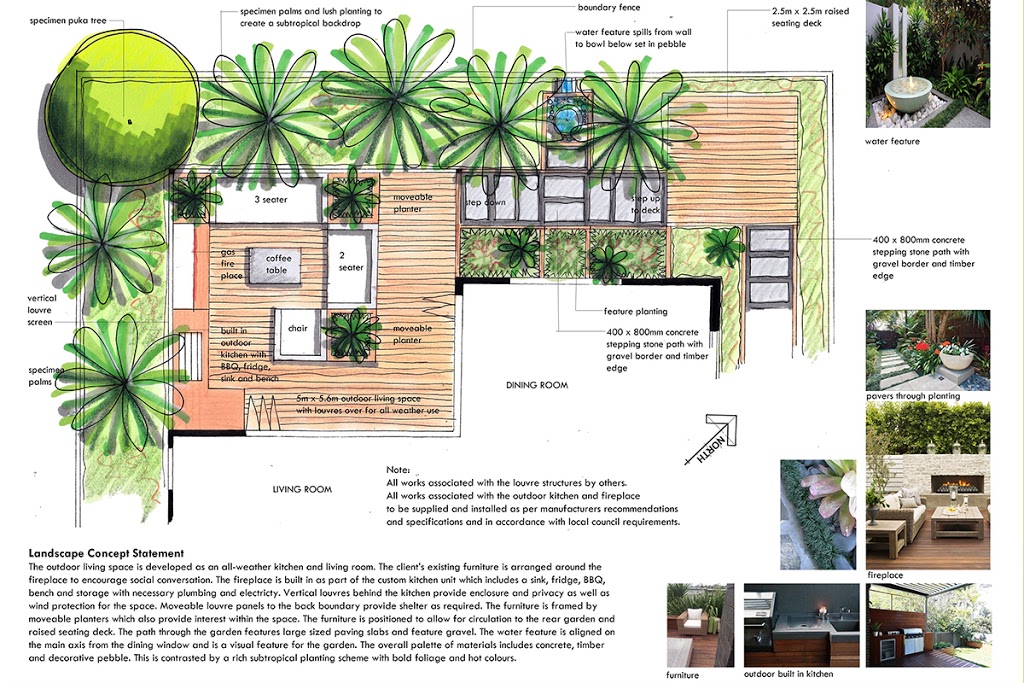 specimen puka tree
specimen palms and lush planting to
create a subtropical backdrop
boundary fence
water feature spills from wall
to bowl below set in pebble
2.5m x 2.5m raised
seating deck
water feature
3 seater
moveable
planter
step down
step up
to deck
gas
fire
place
coffee
table
2
seater
400 x 800mm concrete
stepping stone path with
gravel border and timber
edge
vertical
louvre
screen
chair
built in
outdoor
kitchen with
BBQ, fridge,
sink and bench
moveable
planter
feature planting
400 x 800mm concrete
stepping stone path with
gravel border and timber
edge
specimen
palms
5m x 5.6m outdoor living space
with louvres over for all weather use
DINING ROOM
pavers through planting
NORTH
LIVING ROOM
Note:
All works associated with the louvre structures by others.
All works associated with the outdoor kitchen and fireplace
to be supplied and installed as per manufacturers recommendations
and specifications and in accordance with local council requirements.
fireplace
Landscape Concept Statement
The outdoor living space is developed as an all-weather kitchen and living room. The client's existing furniture is arranged around the
fireplace to encourage social conversation. The fireplace is built in as part of the custom kitchen unit which includes a sink, fridge, BBQ,
bench and storage with necessary plumbing and electricty. Vertical louvres behind the kitchen provide enclosure and privacy as well as
wind protection for the space. Moveable louvre panels to the back boundary provide shelter as required. The furniture is framed by
moveable planters which also provide interest within the space. The furniture is positioned to allow for circulation to the rear garden and
raised seating deck. The path through the garden features large sized paving slabs and feature gravel. The water feature is aligned on
the main axis from the dining window and is a visual feature for the garden. The overall palette of materials includes concrete, timber
and decorative pebble. This is contrasted by a rich subtropical planting scheme with bold foliage and hot colours.
furniture
outdoor built in kitchen